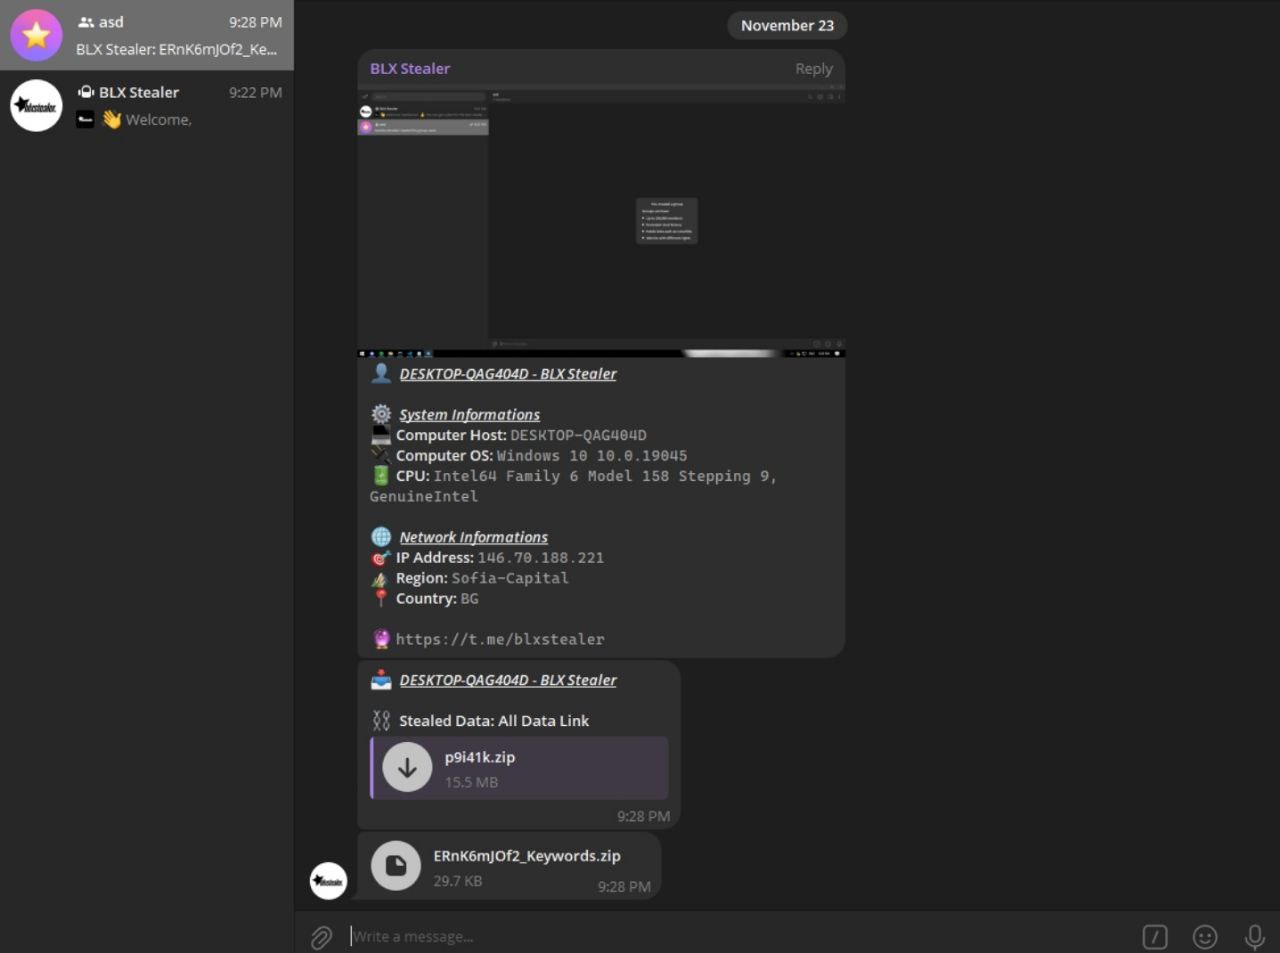 asd
9:28 PM
BLX Stealer: ERnK6mJOf2_Ke...
BLX Stealer
9:22 PM
Welcome,
November 23
BLX Stealer
Reply
DESKTOP-QAG404D - BLX Stealer
System Informations
Computer Host: DESKTOP-QAG404D
Computer OS: Windows 10 10.0.19045
CPU: Intel64 Family 6 Model 158 Stepping 9,
GenuineIntel
Network Informations
IP Address: 146.70.188.221
Region: Sofia-Capital
Country: BG
https://t.me/blxstealer
DESKTOP-QAG404D - BLX Stealer
Stealed Data: All Data Link
p9i41k.zip
15.5 MB
9:28 PM
ERnK6mJOf2_Keywords.zip
29.7 KB
9:28 PM
Write a message...